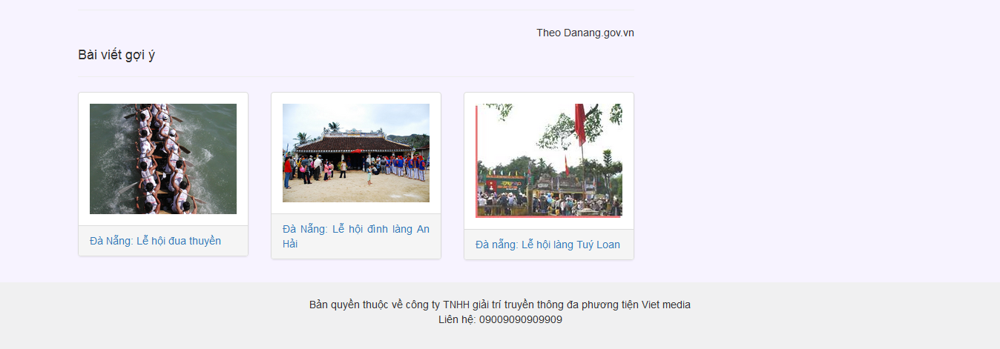 Theo Danang.gov.vn
Bài viết gợi ý
Đà Nẵng: Lễ hội đua thuyền
Đà Nẵng: Lễ hội đình làng An
Hải
Đà nẵng: Lễ hội làng Tuý Loan
Bản quyền thuộc về công ty TNHH giải trí truyền thông đa phương tiện Viet media
Liên hệ: 09009090909909